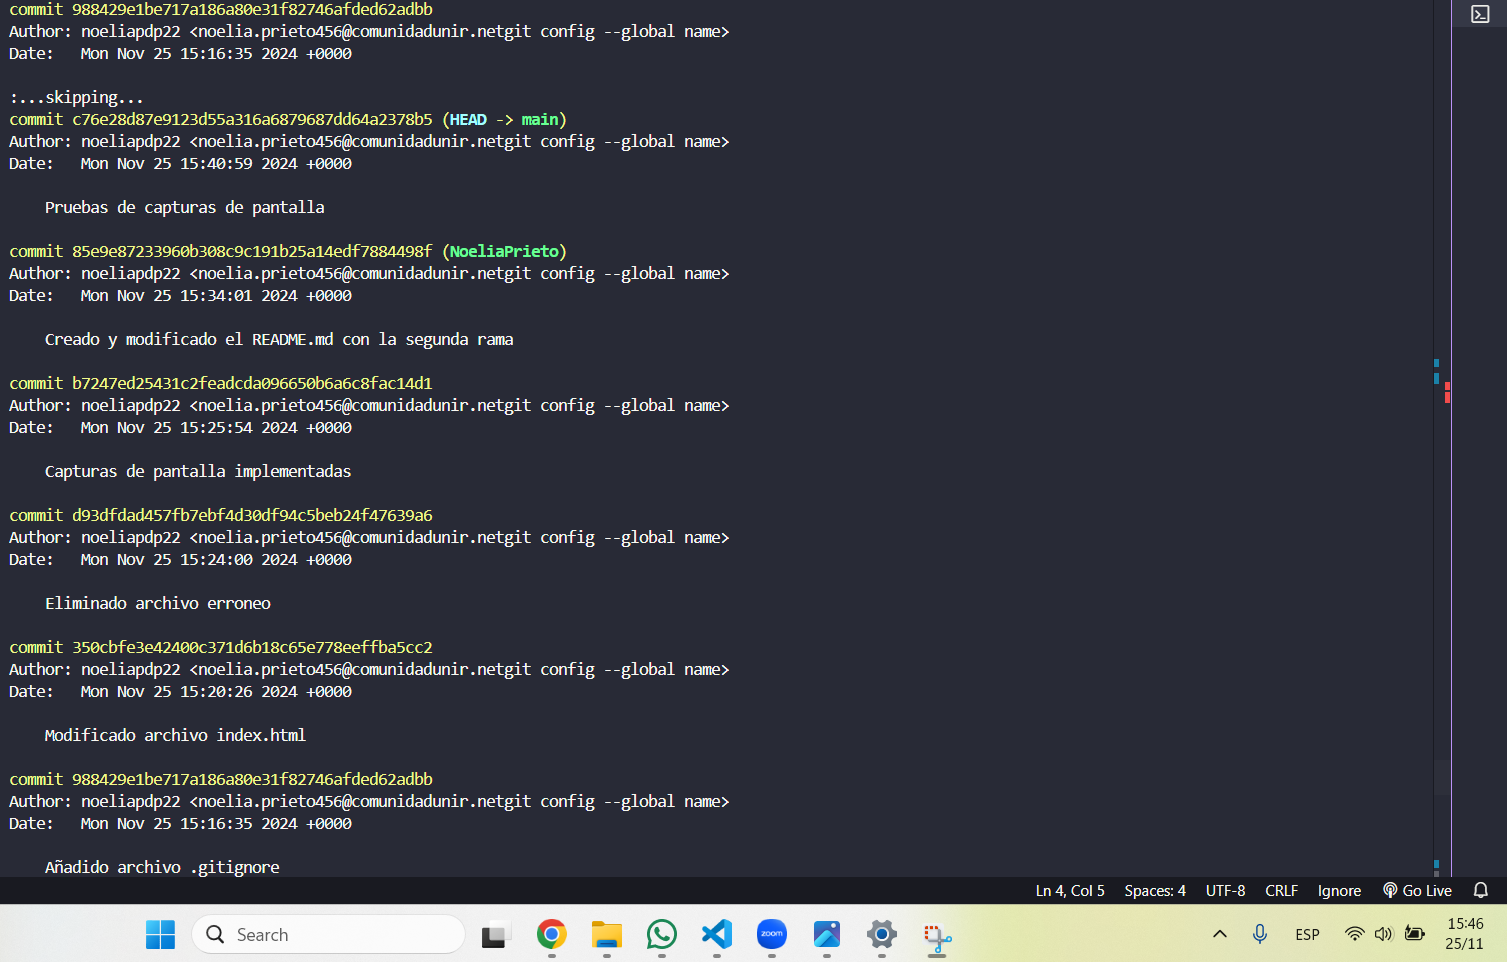 commit 988429e1be717a186a80e31f82746afded62adbb
Author: noeliapdp22 <noelia.prieto456@comunidadunir.netgit config --global name>
Date:   Mon Nov 25 15:16:35 2024 +0000
:...skipping...
commit c76e28d87e9123d55a316a6879687dd64a2378b5 (HEAD -> main)
Author: noeliapdp22 <noelia.prieto456@comunidadunir.netgit config --global name>
Date:   Mon Nov 25 15:40:59 2024 +0000
Pruebas de capturas de pantalla
commit 85e9e87233960b308c9c191b25a14edf7884498f (NoeliaPrieto)
Author: noeliapdp22 <noelia.prieto456@comunidadunir.netgit config --global name>
Date:   Mon Nov 25 15:34:01 2024 +0000
Creado y modificado el README.md con la segunda rama
commit b7247ed25431c2feadcda096650b6a6c8fac14d1
Author: noeliapdp22 <noelia.prieto456@comunidadunir.netgit config --global name>
Date:   Mon Nov 25 15:25:54 2024 +0000
Capturas de pantalla implementadas
commit d93dfdad457fb7ebf4d30df94c5beb24f47639a6
Author: noeliapdp22 <noelia.prieto456@comunidadunir.netgit config --global name>
Date:   Mon Nov 25 15:24:00 2024 +0000
Eliminado archivo erroneo
commit 350cbfe3e42400c371d6b18c65e778eeffba5cc2
Author: noeliapdp22 <noelia.prieto456@comunidadunir.netgit config --global name>
Date:   Mon Nov 25 15:20:26 2024 +0000
Modificado archivo index.html
commit 988429e1be717a186a80e31f82746afded62adbb
Author: noeliapdp22 <noelia.prieto456@comunidadunir.netgit config --global name>
Date:   Mon Nov 25 15:16:35 2024 +0000
Añadido archivo .gitignore
Ln 4, Col 5 Spaces: 4 UTF-8 CRLF Ignore Go Live
Search zoom ESP 15:46
25/11